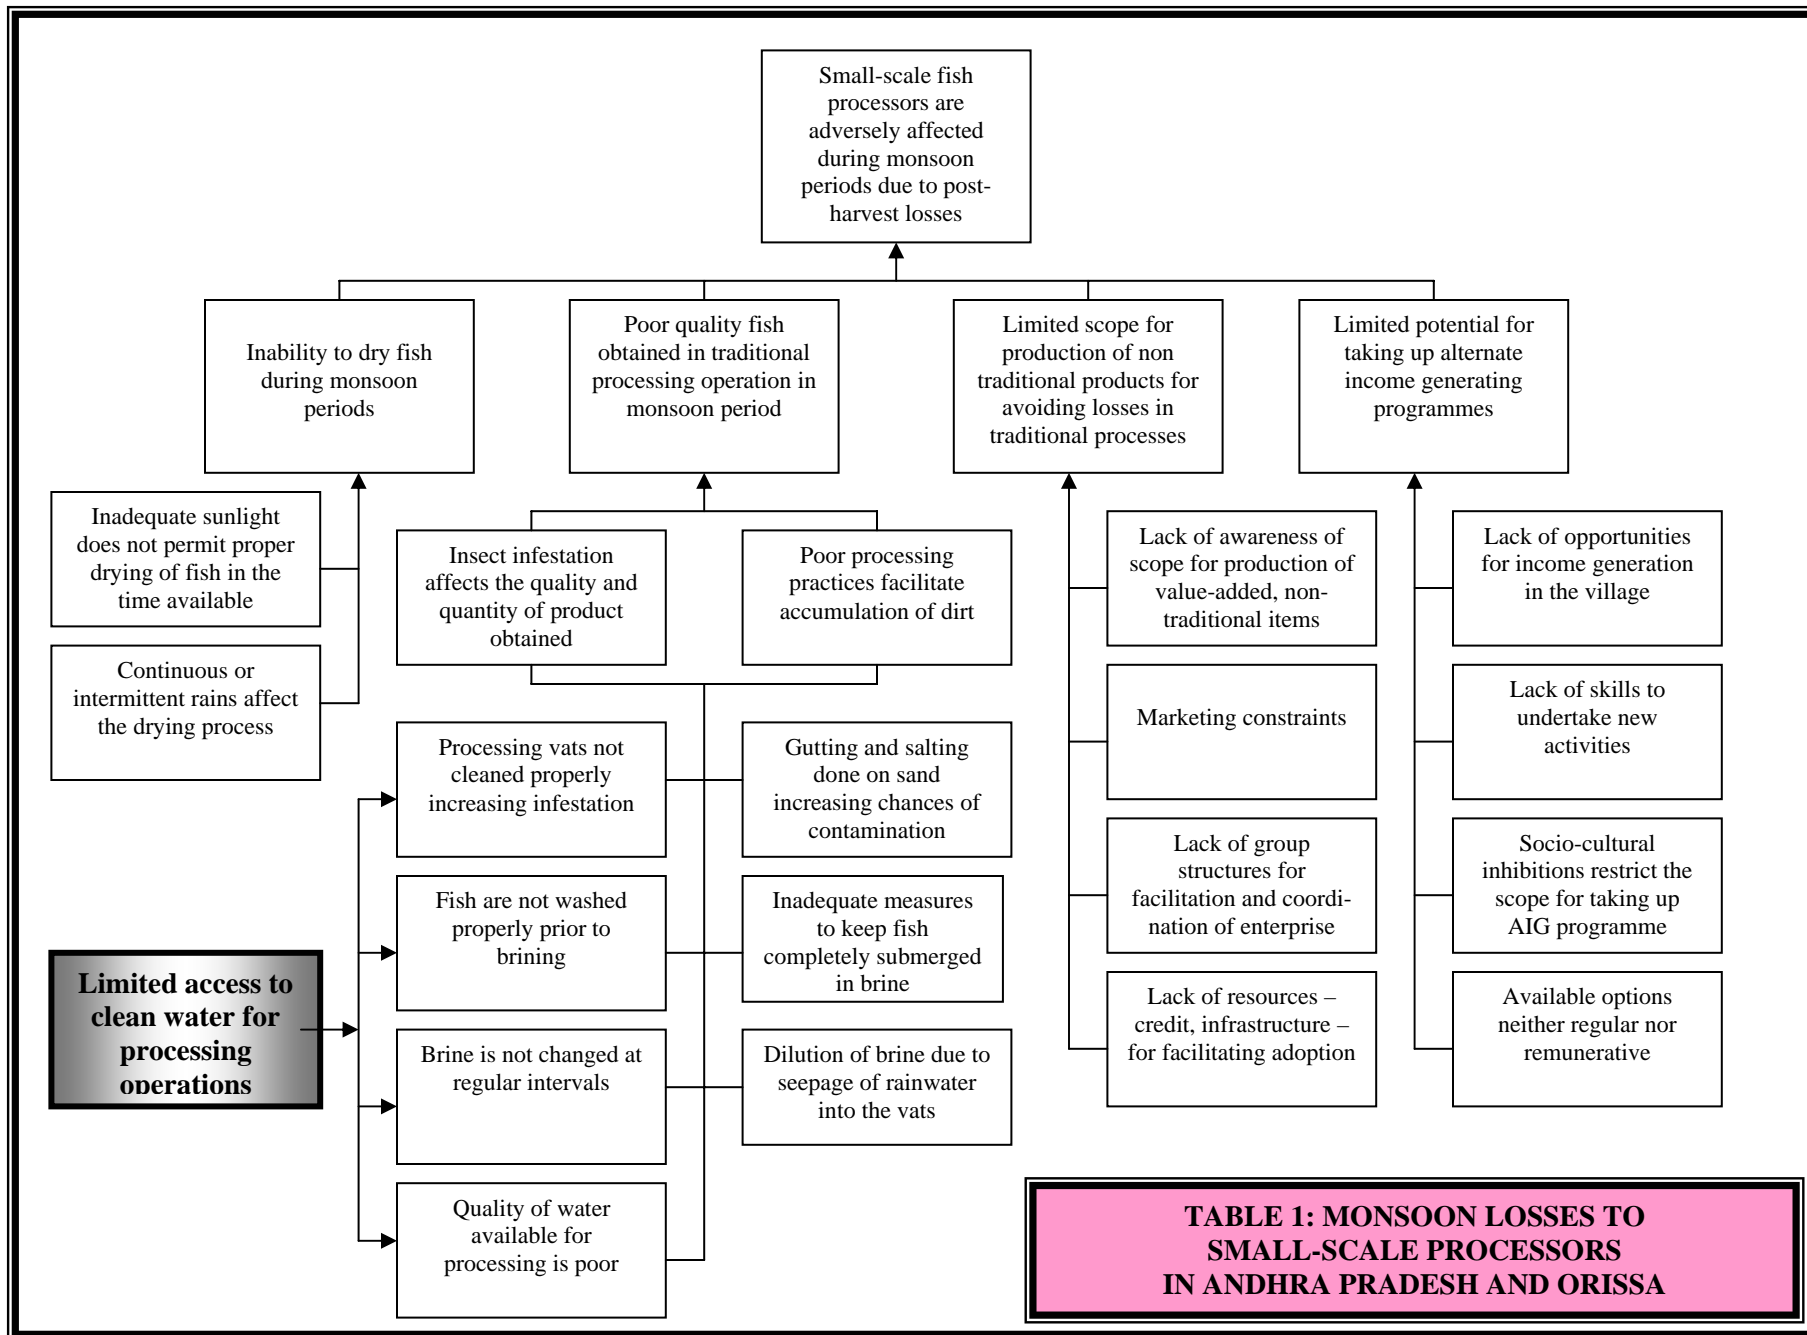 Small-scale fish
processors are
adversely affected
during monsoon
periods due to post-
harvest losses
Inability to dry fish
during monsoon
periods
Poor quality fish
obtained in traditional
processing operation in
monsoon period
Limited scope for
production of non
traditional products for
avoiding losses in
traditional processes
Limited potential for
taking up alternate
income generating
programmes
Inadequate sunlight
does not permit proper
drying of fish in the
time available
Continuous or
intermittent rains affect
the drying process
Insect infestation
affects the quality and
quantity of product
obtained
Poor processing
practices facilitate
accumulation of dirt
Processing vats not
cleaned properly
increasing infestation
Gutting and salting
done on sand
increasing chances of
contamination
Fish are not washed
properly prior to
brining
Inadequate measures
to keep fish
completely submerged
in brine
Brine is not changed at
regular intervals
Dilution of brine due to
seepage of rainwater
into the vats
Quality of water
available for
processing is poor
Limited access to
clean water for
processing
operations
Lack of awareness of
scope for production of
value-added, non-
traditional items
Marketing constraints
Lack of group
structures for
facilitation and coordi-
nation of enterprise
Lack of resources –
credit, infrastructure –
for facilitating adoption
Lack of opportunities
for income generation
in the village
Lack of skills to
undertake new
activities
Socio-cultural
inhibitions restrict the
scope for taking up
AIG programme
Available options
neither regular nor
remunerative
TABLE 1: MONSOON LOSSES TO
SMALL-SCALE PROCESSORS
IN ANDHRA PRADESH AND ORISSA